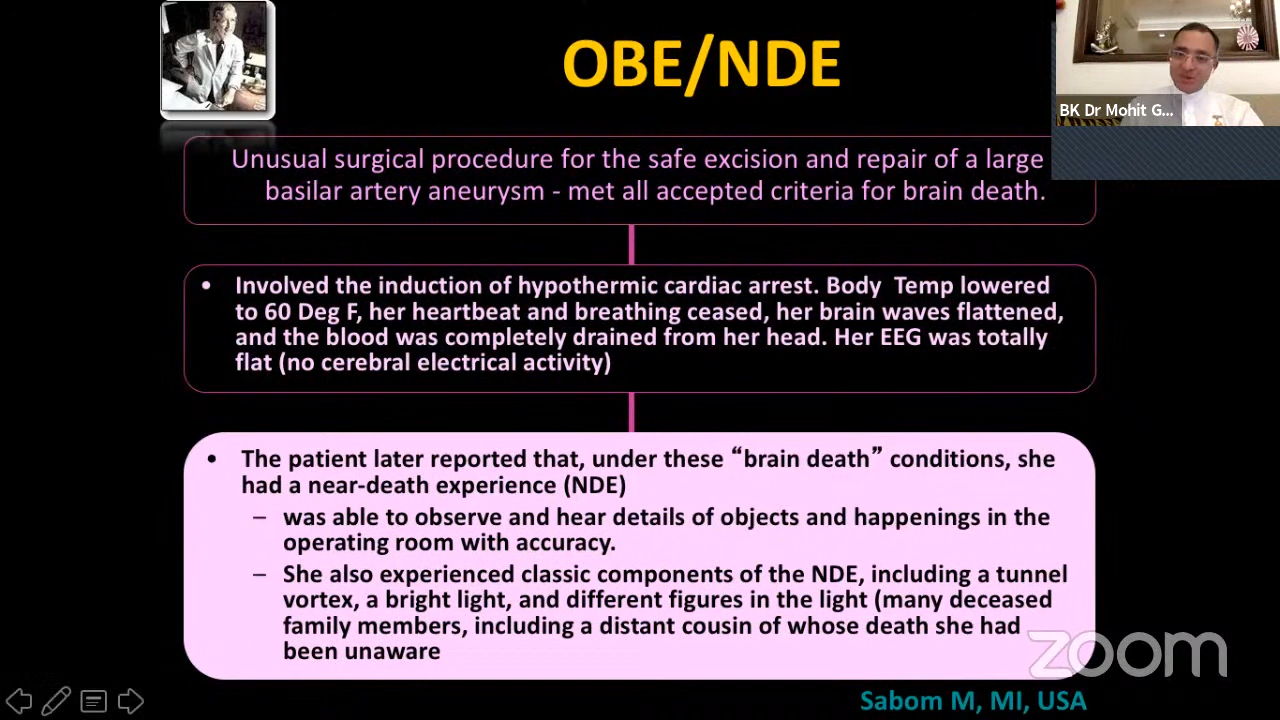 OBE/NDE
BK Dr Mohit G...
Unusual surgical procedure for the safe excision and repair of a large
basilar artery aneurysm - met all accepted criteria for brain death.
• Involved the induction of hypothermic cardiac arrest. Body Temp lowered
to 60 Deg F, her heartbeat and breathing ceased, her brain waves flattened,
and the blood was completely drained from her head. Her EEG was totally
flat (no cerebral electrical activity)
• The patient later reported that, under these “brain death” conditions, she
had a near-death experience (NDE)
– was able to observe and hear details of objects and happenings in the
operating room with accuracy.
– She also experienced classic components of the NDE, including a tunnel
vortex, a bright light, and different figures in the light (many deceased
family members, including a distant cousin of whose death she had
been unaware
zoom
Sabom M, MI, USA